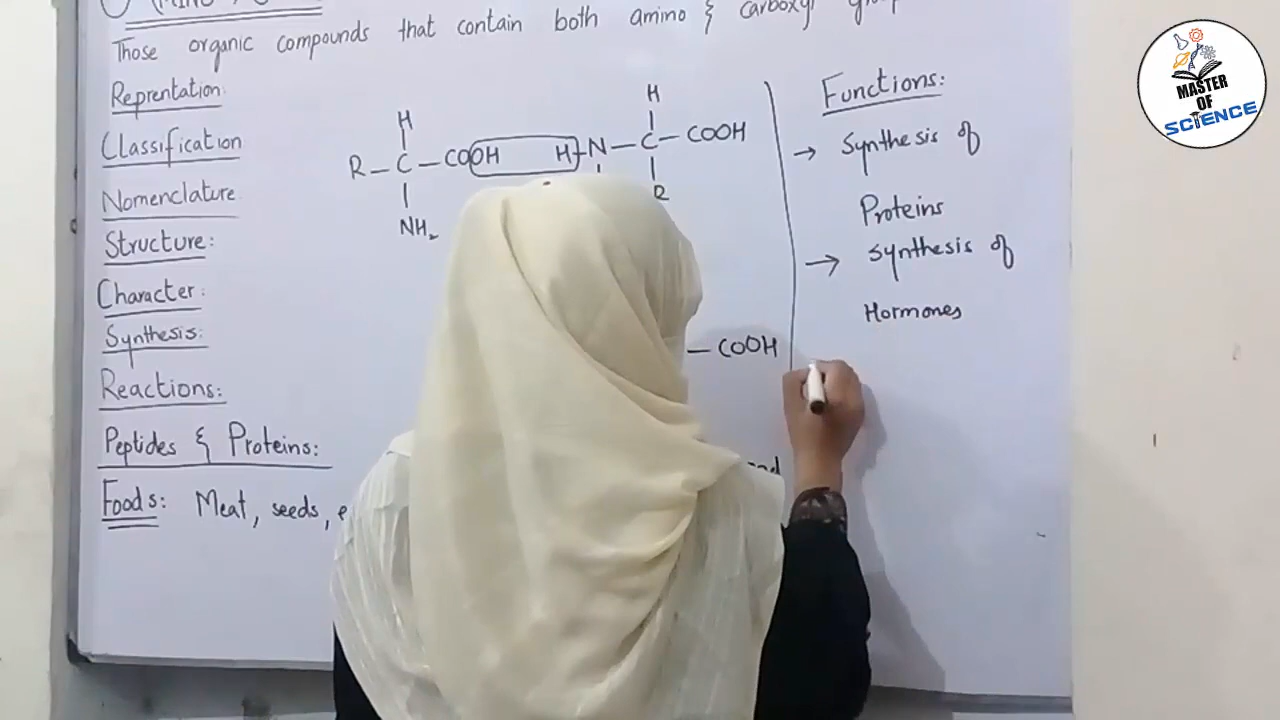 Those organic compounds that contain both amino & carboxyl
Reprentation:
Classification
Nomenclature
Structure:
Character:
Synthesis:
Reactions:
Peptides & Proteins:
Foods: Meat, seeds,
H
R - C - COOH
NH₂
H
H - N - C - COOH
R
- COOH
Functions:
→ Synthesis of
Proteins
→ Synthesis of
Hormones
MASTER
OF
SCIENCE